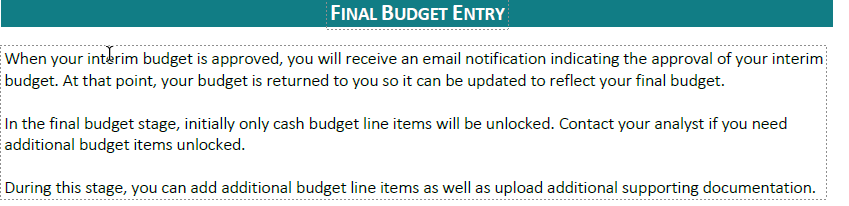 FINAL BUDGET ENTRY
When your interim budget is approved, you will receive an email notification indicating the approval of your interim
budget. At that point, your budget is returned to you so it can be updated to reflect your final budget.
In the final budget stage, initially only cash budget line items will be unlocked. Contact your analyst if you need
additional budget items unlocked.
During this stage, you can add additional budget line items as well as upload additional supporting documentation.